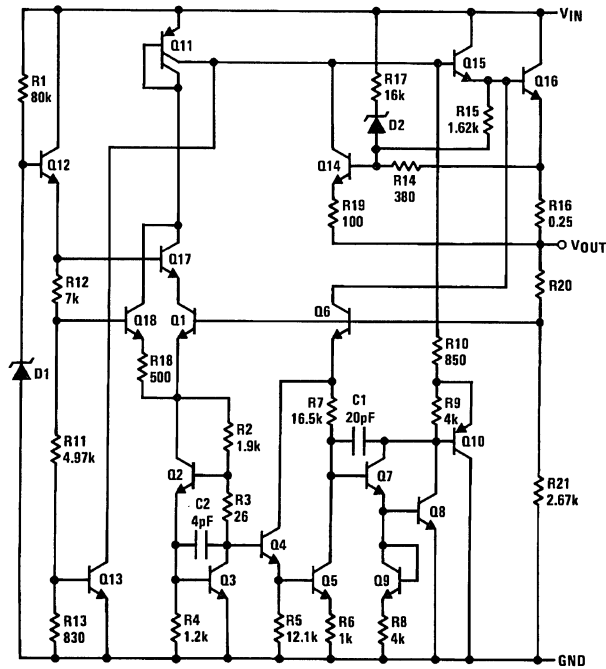 VIN
Q11
Q15
Q16
R1
80k
R17
16k
R15
1.62k
D2
Q12
Q14
R14
380
R19
100
R16
0.25
VOUT
Q17
R12
7k
Q18
Q1
Q6
R20
R18
500
R10
850
D1
R7
16.5k
C1
20pF
R9
4k
Q10
R2
1.9k
R11
4.97k
Q2
Q7
Q8
R21
2.67k
C2
4pF
R3
26
Q4
Q13
Q3
Q5
Q9
R13
830
R4
1.2k
R5
12.1k
R6
1k
R8
4k
GND